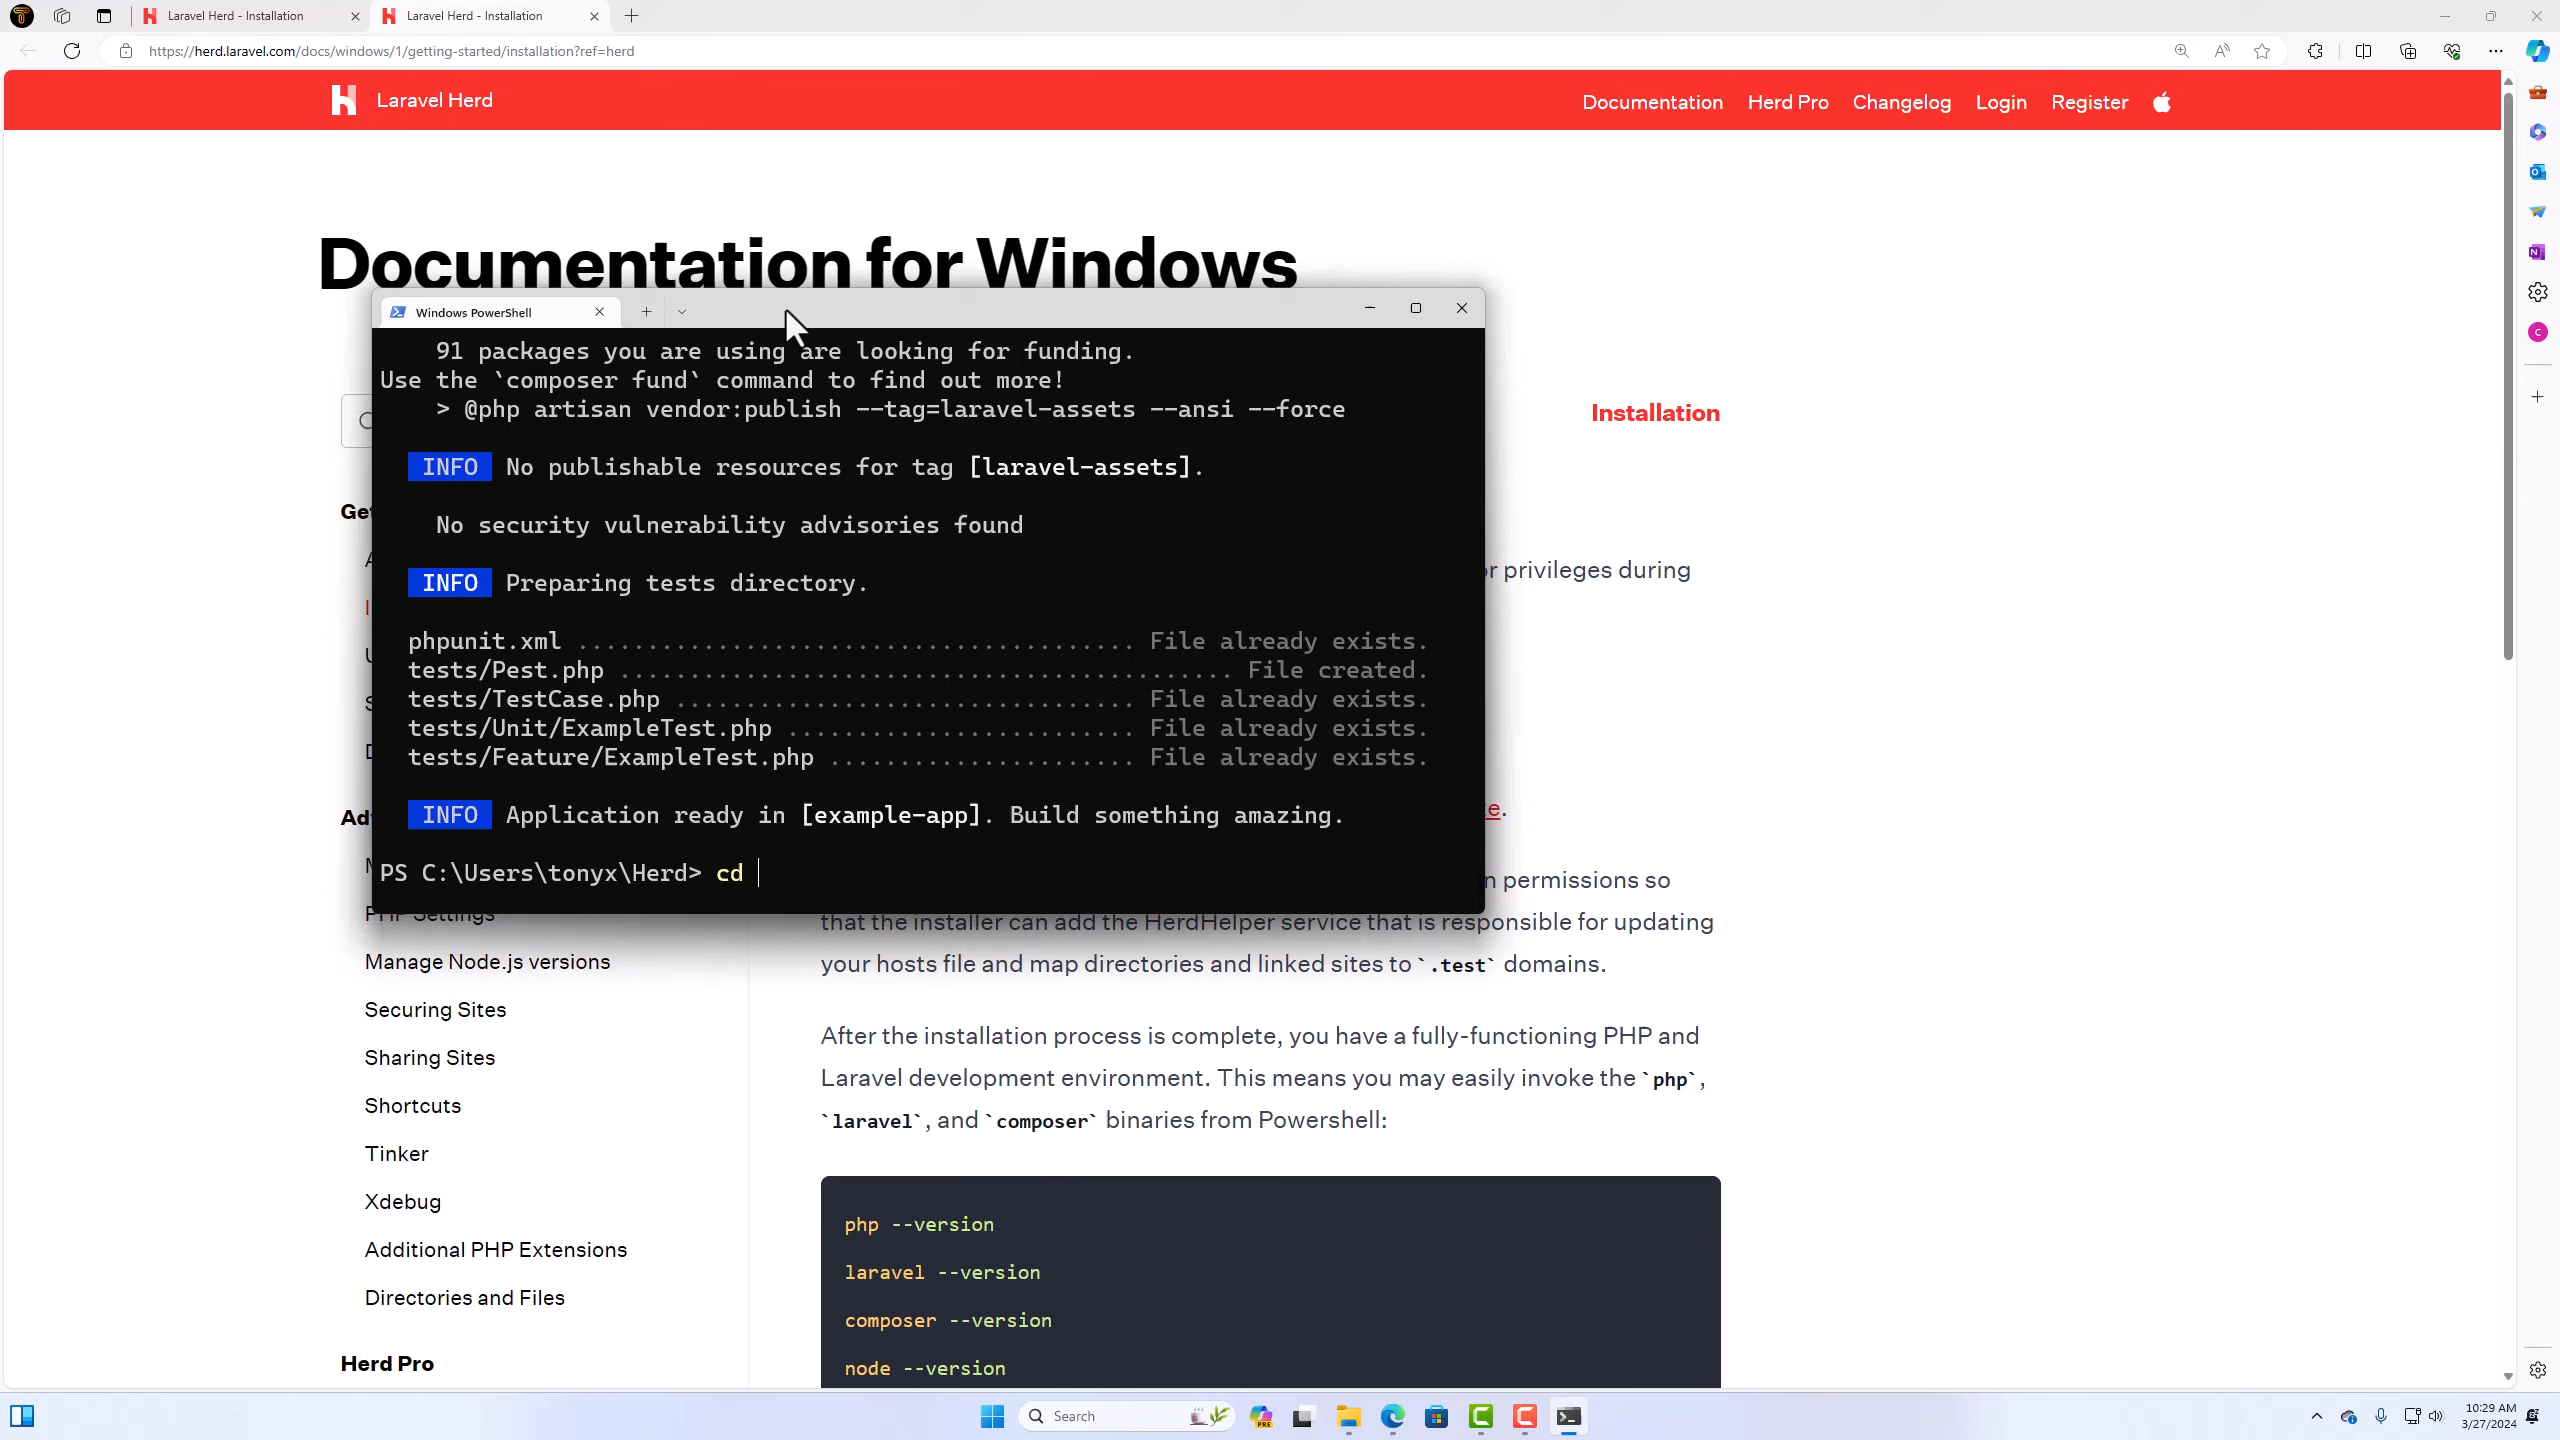 Laravel Herd - Installation
Laravel Herd - Installation
https://herd.laravel.com/docs/windows/1/getting-started/installation?ref=herd
Laravel Herd
Documentation
Herd Pro
Changelog
Login
Register
Documentation for Windows
Windows PowerShell
91 packages you are using are looking for funding.
Use the `composer fund` command to find out more!
> @php artisan vendor:publish --tag=laravel-assets --ansi --force
INFO No publishable resources for tag [laravel-assets].
No security vulnerability advisories found
INFO Preparing tests directory.
phpunit.xml ........................................ File already exists.
tests/Pest.php ............................................ File created.
tests/TestCase.php ................................. File already exists.
tests/Unit/ExampleTest.php ......................... File already exists.
tests/Feature/ExampleTest.php ...................... File already exists.
INFO Application ready in [example-app]. Build something amazing.
PS C:\Users\tonyx\Herd> cd
Installation
or privileges during
e.
n permissions so
that the installer can add the HerdHelper service that is responsible for updating
your hosts file and map directories and linked sites to `.test` domains.
After the installation process is complete, you have a fully-functioning PHP and
Laravel development environment. This means you may easily invoke the `php`,
`laravel`, and `composer` binaries from Powershell:
php --version
laravel --version
composer --version
node --version
Ge
Ad
PHP Settings
Manage Node.js versions
Securing Sites
Sharing Sites
Shortcuts
Tinker
Xdebug
Additional PHP Extensions
Directories and Files
Herd Pro
Search
PRE
10:29 AM
3/27/2024